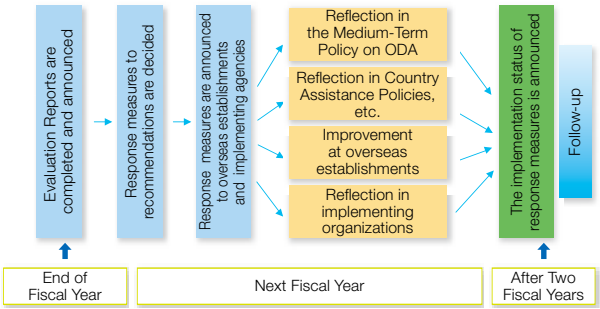 Evaluation Reports are
completed and announced
Response measures to
recommendations are decided
Response measures are announced
to overseas establishments
and implementing agencies
Reflection in
the Medium-Term
Policy on ODA
Reflection in Country
Assistance Policies,
etc.
Improvement
at overseas
establishments
Reflection in
implementing
organizations
The implementation status of
response measures is announced
Follow-up
End of
Fiscal Year
Next Fiscal Year
After Two
Fiscal Years